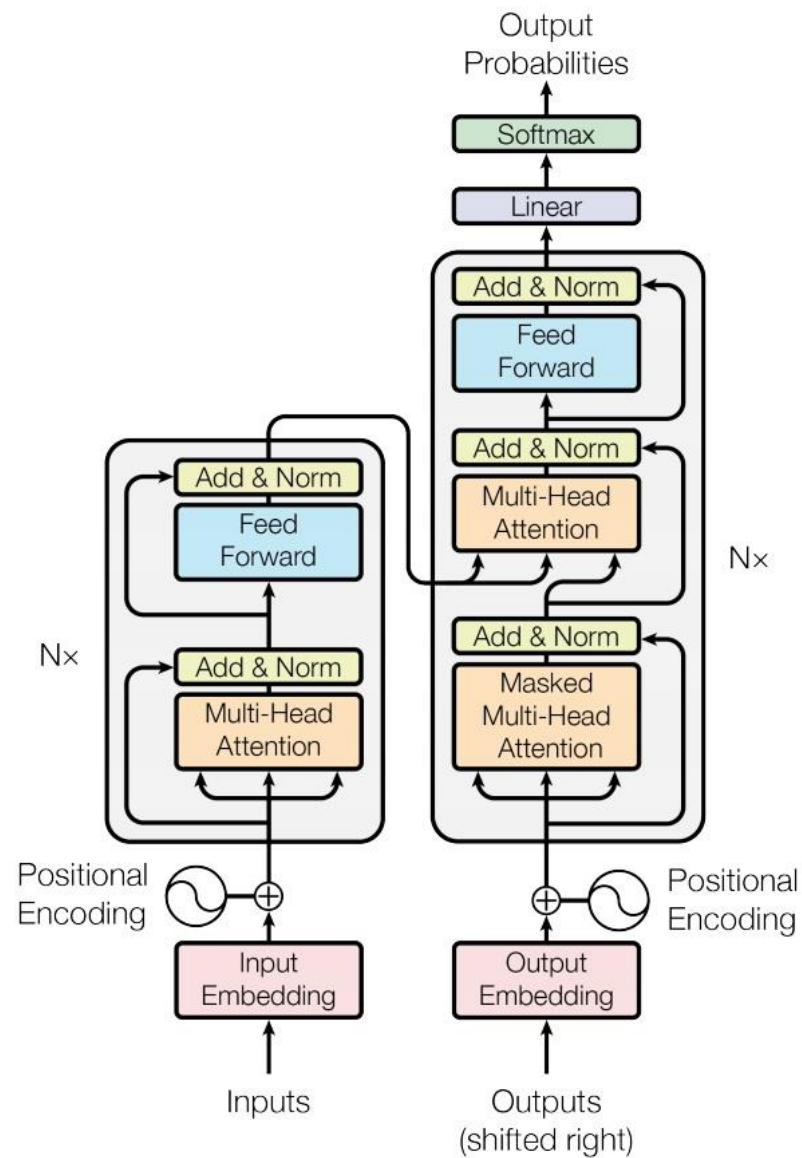 Output
Probabilities
Softmax
Linear
Add & Norm
Feed
Forward
Add & Norm
Multi-Head
Attention
Add & Norm
Masked
Multi-Head
Attention
N×
Add & Norm
Feed
Forward
Add & Norm
Multi-Head
Attention
N×
Positional
Encoding
Positional
Encoding
Input
Embedding
Output
Embedding
Inputs
Outputs
(shifted right)